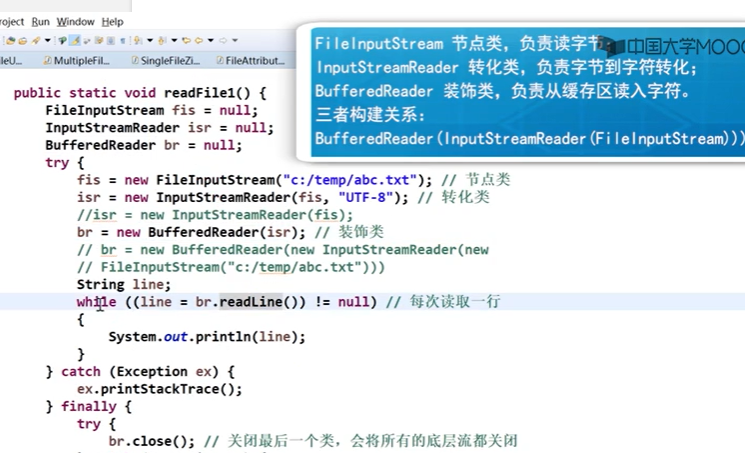 roject Run Window Help
MultipleFil...
SingleFileZi...
FileAttribut...
FileInputStream 节点类, 负责读字节
中国大学MOO
InputStreamReader 转化类, 负责字节到字符转化;
BufferedReader 装饰类, 负责从缓存区读入字符。
三者构建关系:
BufferedReader(InputStreamReader(FileInputStream)))
public static void readFile1() {
FileInputStream fis = null;
InputStreamReader isr = null;
BufferedReader br = null;
try {
fis = new FileInputStream("c:/temp/abc.txt"); // 节点类
isr = new InputStreamReader(fis, "UTF-8"); // 转化类
//isr = new InputStreamReader(fis);
br = new BufferedReader(isr); // 装饰类
// br = new BufferedReader(new InputStreamReader(new
// FileInputStream("c:/temp/abc.txt")))
String line;
while ((line = br.readLine()) != null) // 每次读取一行
{
System.out.println(line);
}
} catch (Exception ex) {
ex.printStackTrace();
} finally {
try {
br.close(); // 关闭最后一个类, 会将所有的底层流都关闭